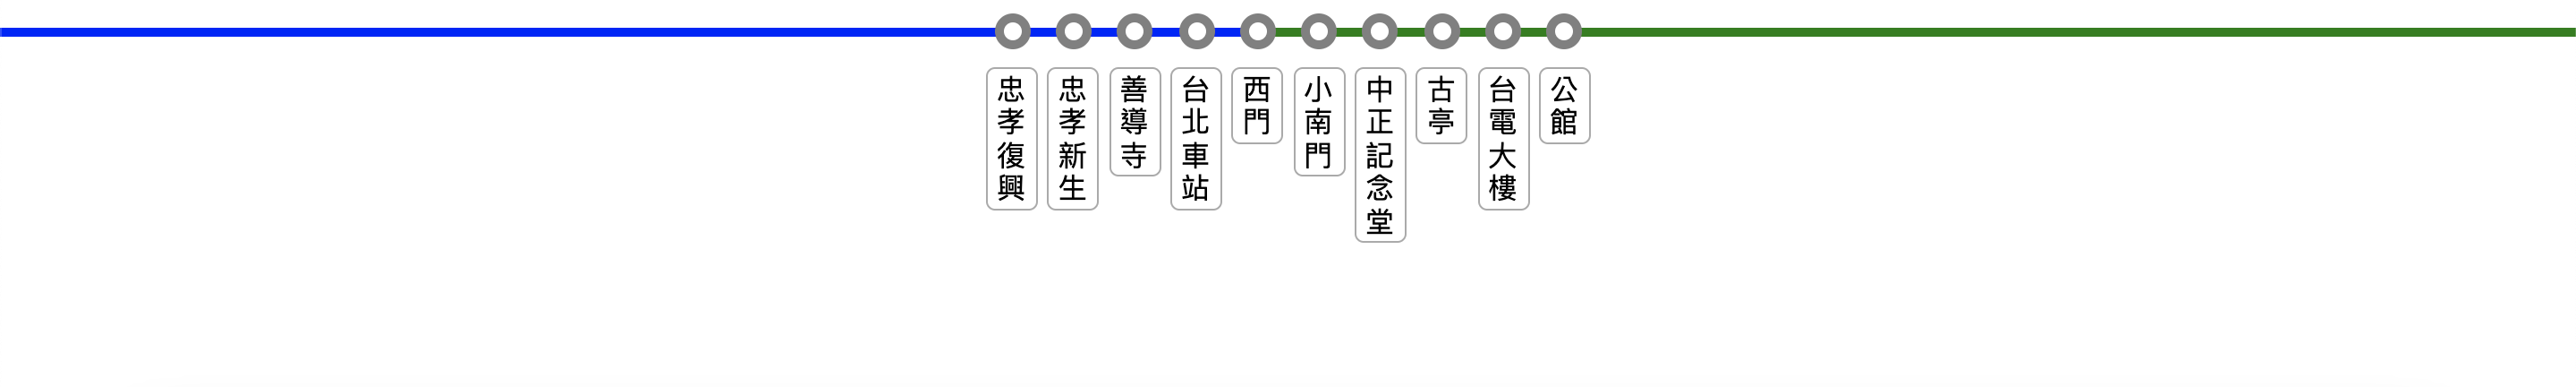 忠孝復興
忠孝新生
善導寺
台北車站
西門
小南門
中正記念堂
古亭
台電大樓
公館